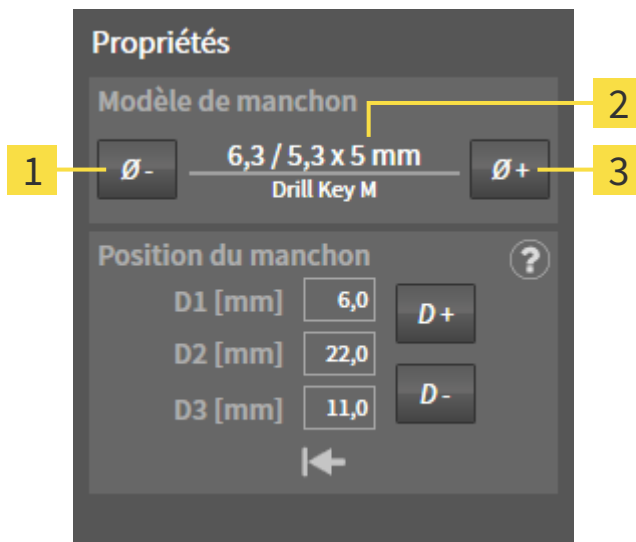 Propriétés
Modèle de manchon
2
1
Ø-
6,3 / 5,3 x 5 mm
Ø+
3
Drill Key M
Position du manchon
?
D1 [mm] 6,0
D+
D2 [mm] 22,0
D3 [mm] 11,0
D-